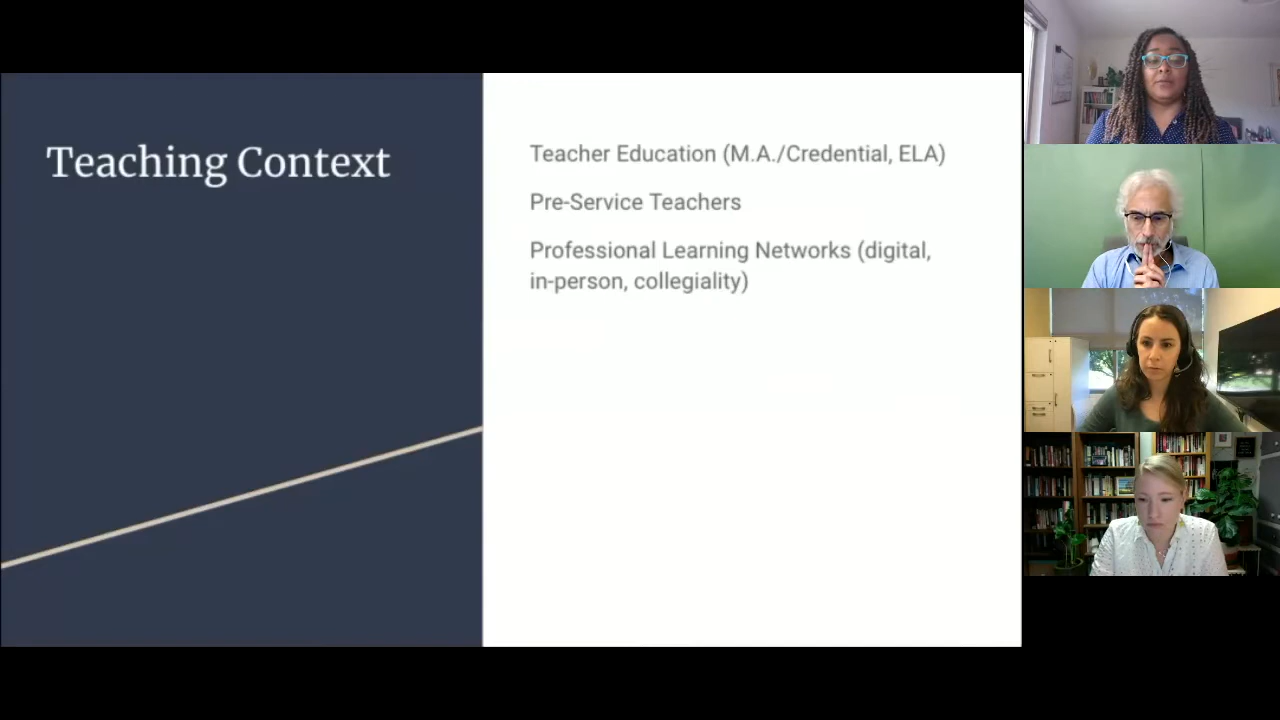 Teaching Context
Teacher Education (M.A./Credential, ELA)
Pre-Service Teachers
Professional Learning Networks (digital,
in-person, collegiality)